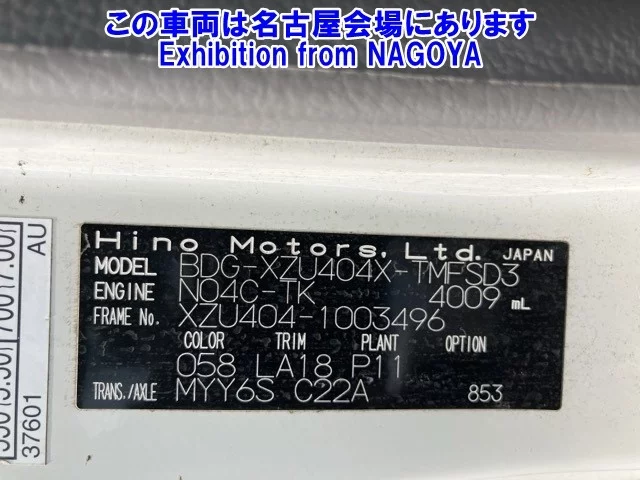 この車両は名古屋会場にあります
Exhibition from NAGOYA
Hino Motors, Ltd. JAPAN
MODEL BDG-XZU404X-TMFSD3
ENGINE N04C-TK 4009 mL
FRAME No. XZU404-1003496
COLOR TRIM PLANT OPTION
058 LA18 P11
TRANS./AXLE MYY6S C22A 853
70017.00
AU
37601